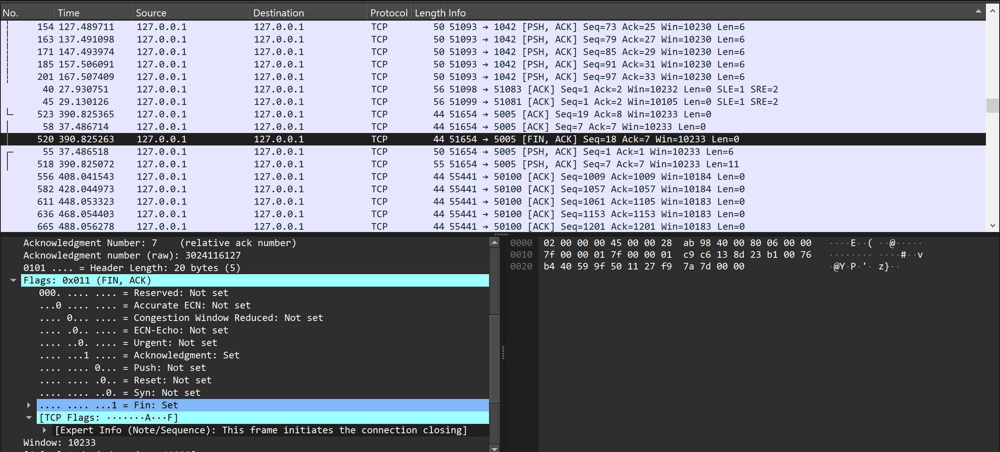 No. Time Source Destination Protocol Length Info
154 127.489711 127.0.0.1 127.0.0.1 TCP 50 51093 → 1042 [PSH, ACK] Seq=73 Ack=25 Win=10230 Len=6
163 137.491098 127.0.0.1 127.0.0.1 TCP 50 51093 → 1042 [PSH, ACK] Seq=79 Ack=27 Win=10230 Len=6
171 147.493974 127.0.0.1 127.0.0.1 TCP 50 51093 → 1042 [PSH, ACK] Seq=85 Ack=29 Win=10230 Len=6
185 157.506091 127.0.0.1 127.0.0.1 TCP 50 51093 → 1042 [PSH, ACK] Seq=91 Ack=31 Win=10230 Len=6
201 167.507409 127.0.0.1 127.0.0.1 TCP 50 51093 → 1042 [PSH, ACK] Seq=97 Ack=33 Win=10230 Len=6
40 27.930751 127.0.0.1 127.0.0.1 TCP 56 51098 → 51083 [ACK] Seq=1 Ack=2 Win=10232 Len=0 SLE=1 SRE=2
45 29.130126 127.0.0.1 127.0.0.1 TCP 56 51099 → 51081 [ACK] Seq=1 Ack=2 Win=10105 Len=0 SLE=1 SRE=2
523 390.825365 127.0.0.1 127.0.0.1 TCP 44 51654 → 5005 [ACK] Seq=19 Ack=8 Win=10233 Len=0
58 37.486714 127.0.0.1 127.0.0.1 TCP 44 51654 → 5005 [ACK] Seq=7 Ack=7 Win=10233 Len=0
520 390.825263 127.0.0.1 127.0.0.1 TCP 44 51654 → 5005 [FIN, ACK] Seq=18 Ack=7 Win=10233 Len=0
55 37.486518 127.0.0.1 127.0.0.1 TCP 50 51654 → 5005 [PSH, ACK] Seq=1 Ack=1 Win=10233 Len=6
518 390.825072 127.0.0.1 127.0.0.1 TCP 55 51654 → 5005 [PSH, ACK] Seq=7 Ack=7 Win=10233 Len=11
556 408.041543 127.0.0.1 127.0.0.1 TCP 44 55441 → 50100 [ACK] Seq=1009 Ack=1009 Win=10184 Len=0
582 428.044973 127.0.0.1 127.0.0.1 TCP 44 55441 → 50100 [ACK] Seq=1057 Ack=1057 Win=10184 Len=0
611 448.053323 127.0.0.1 127.0.0.1 TCP 44 55441 → 50100 [ACK] Seq=1061 Ack=1105 Win=10183 Len=0
636 468.054403 127.0.0.1 127.0.0.1 TCP 44 55441 → 50100 [ACK] Seq=1153 Ack=1153 Win=10183 Len=0
665 488.056278 127.0.0.1 127.0.0.1 TCP 44 55441 → 50100 [ACK] Seq=1201 Ack=1201 Win=10183 Len=0
Acknowledgment Number: 7 (relative ack number)
Acknowledgment number (raw): 3024116127
0101 .... = Header Length: 20 bytes (5)
Flags: 0x011 (FIN, ACK)
000. .... .... = Reserved: Not set
...0 .... .... = Accurate ECN: Not set
.... 0... .... = Congestion Window Reduced: Not set
.... .0.. .... = ECN-Echo: Not set
.... ..0. .... = Urgent: Not set
.... ...1 .... = Acknowledgment: Set
.... .... 0... = Push: Not set
.... .... .0.. = Reset: Not set
.... .... ..0. = Syn: Not set
.... .... ...1 = Fin: Set
[TCP Flags: ·······A···F]
[Expert Info (Note/Sequence): This frame initiates the connection closing]
Window: 10233
0000 02 00 00 00 45 00 00 28 ab 98 40 00 80 06 00 00 ····E··( ··@·····
0010 7f 00 00 01 7f 00 00 01 c9 c6 13 8d 23 b1 00 76 ········ ····#··v
0020 b4 40 59 9f 50 11 27 f9 7a 7d 00 00 ·@Y·P·'· z}··